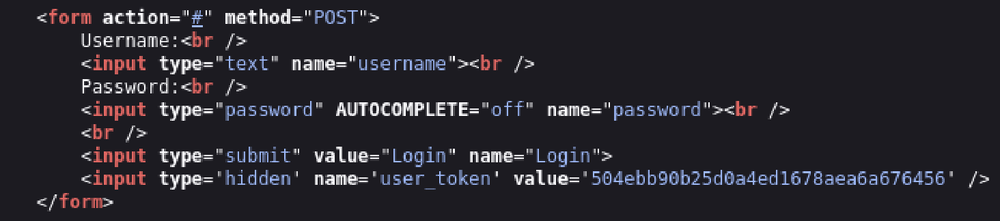 <form action="#" method="POST">
Username:<br />
<input type="text" name="username"><br />
Password:<br />
<input type="password" AUTOCOMPLETE="off" name="password"><br />
<br />
<input type="submit" value="Login" name="Login">
<input type='hidden' name='user_token' value='504ebb90b25d0a4ed1678aea6a676456' />
</form>